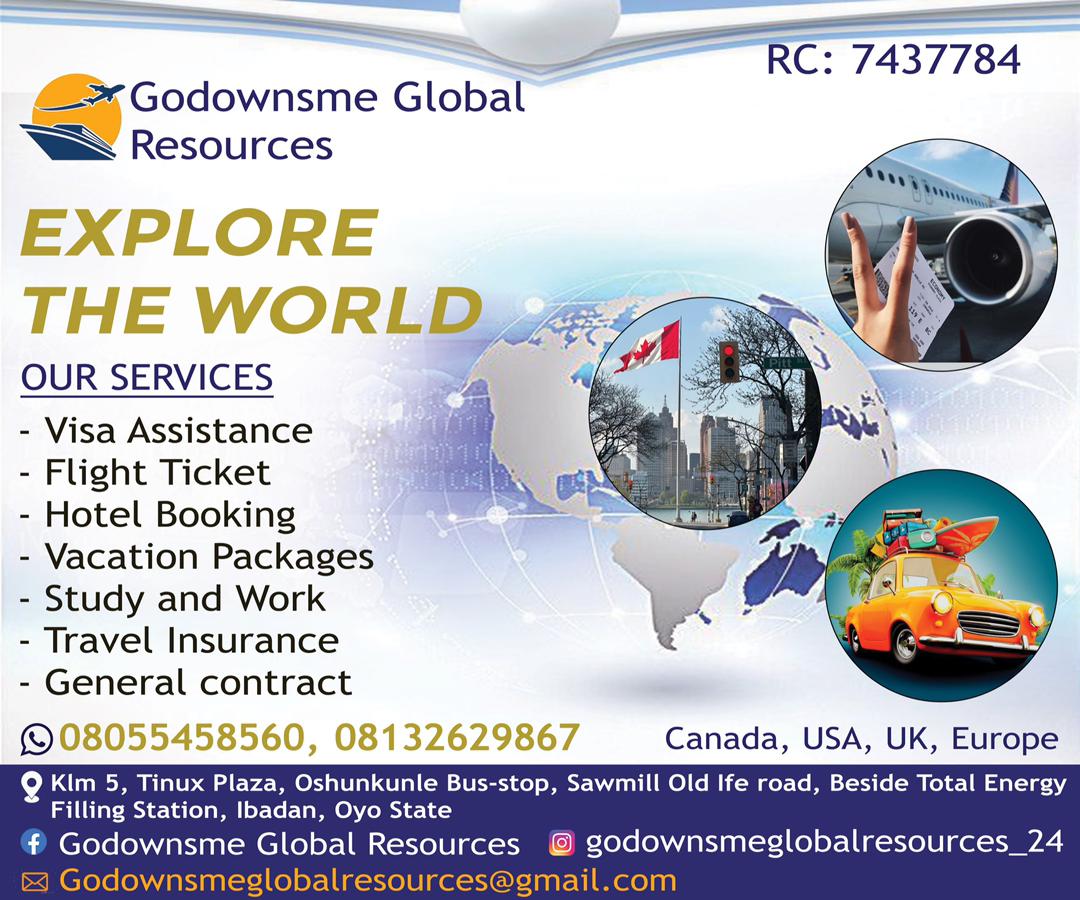 RC: 7437784
Godownsme Global
Resources
EXPLORE
THE WORLD
OUR SERVICES
- Visa Assistance
- Flight Ticket
- Hotel Booking
- Vacation Packages
- Study and Work
- Travel Insurance
- General contract
08055458560, 08132629867
Canada, USA, UK, Europe
Klm 5, Tinux Plaza, Oshunkunle Bus-stop, Sawmill Old Ife road, Beside Total Energy
Filling Station, Ibadan, Oyo State
Godownsme Global Resources
godownsmeglobalresources_24
Godownsmeglobalresources@gmail.com